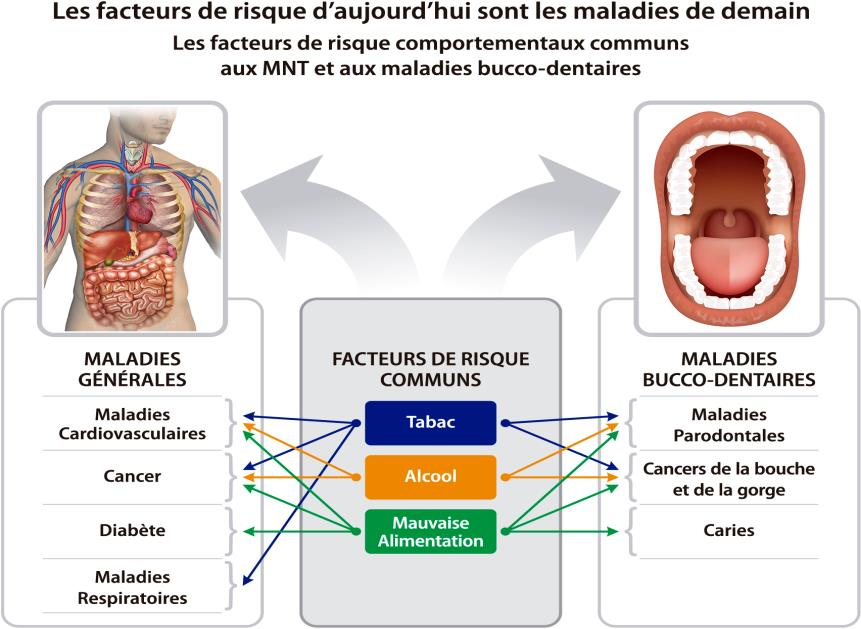 Les facteurs de risque d'aujourd'hui sont les maladies de demain
Les facteurs de risque comportementaux communs
aux MNT et aux maladies bucco-dentaires
MALADIES
GÉNÉRALES
Maladies
Cardiovasculaires
Cancer
Diabète
Maladies
Respiratoires
FACTEURS DE RISQUE
COMMUNS
Tabac
Alcool
Mauvaise
Alimentation
MALADIES
BUCCO-DENTAIRES
Maladies
Parodontales
Cancers de la bouche
et de la gorge
Caries